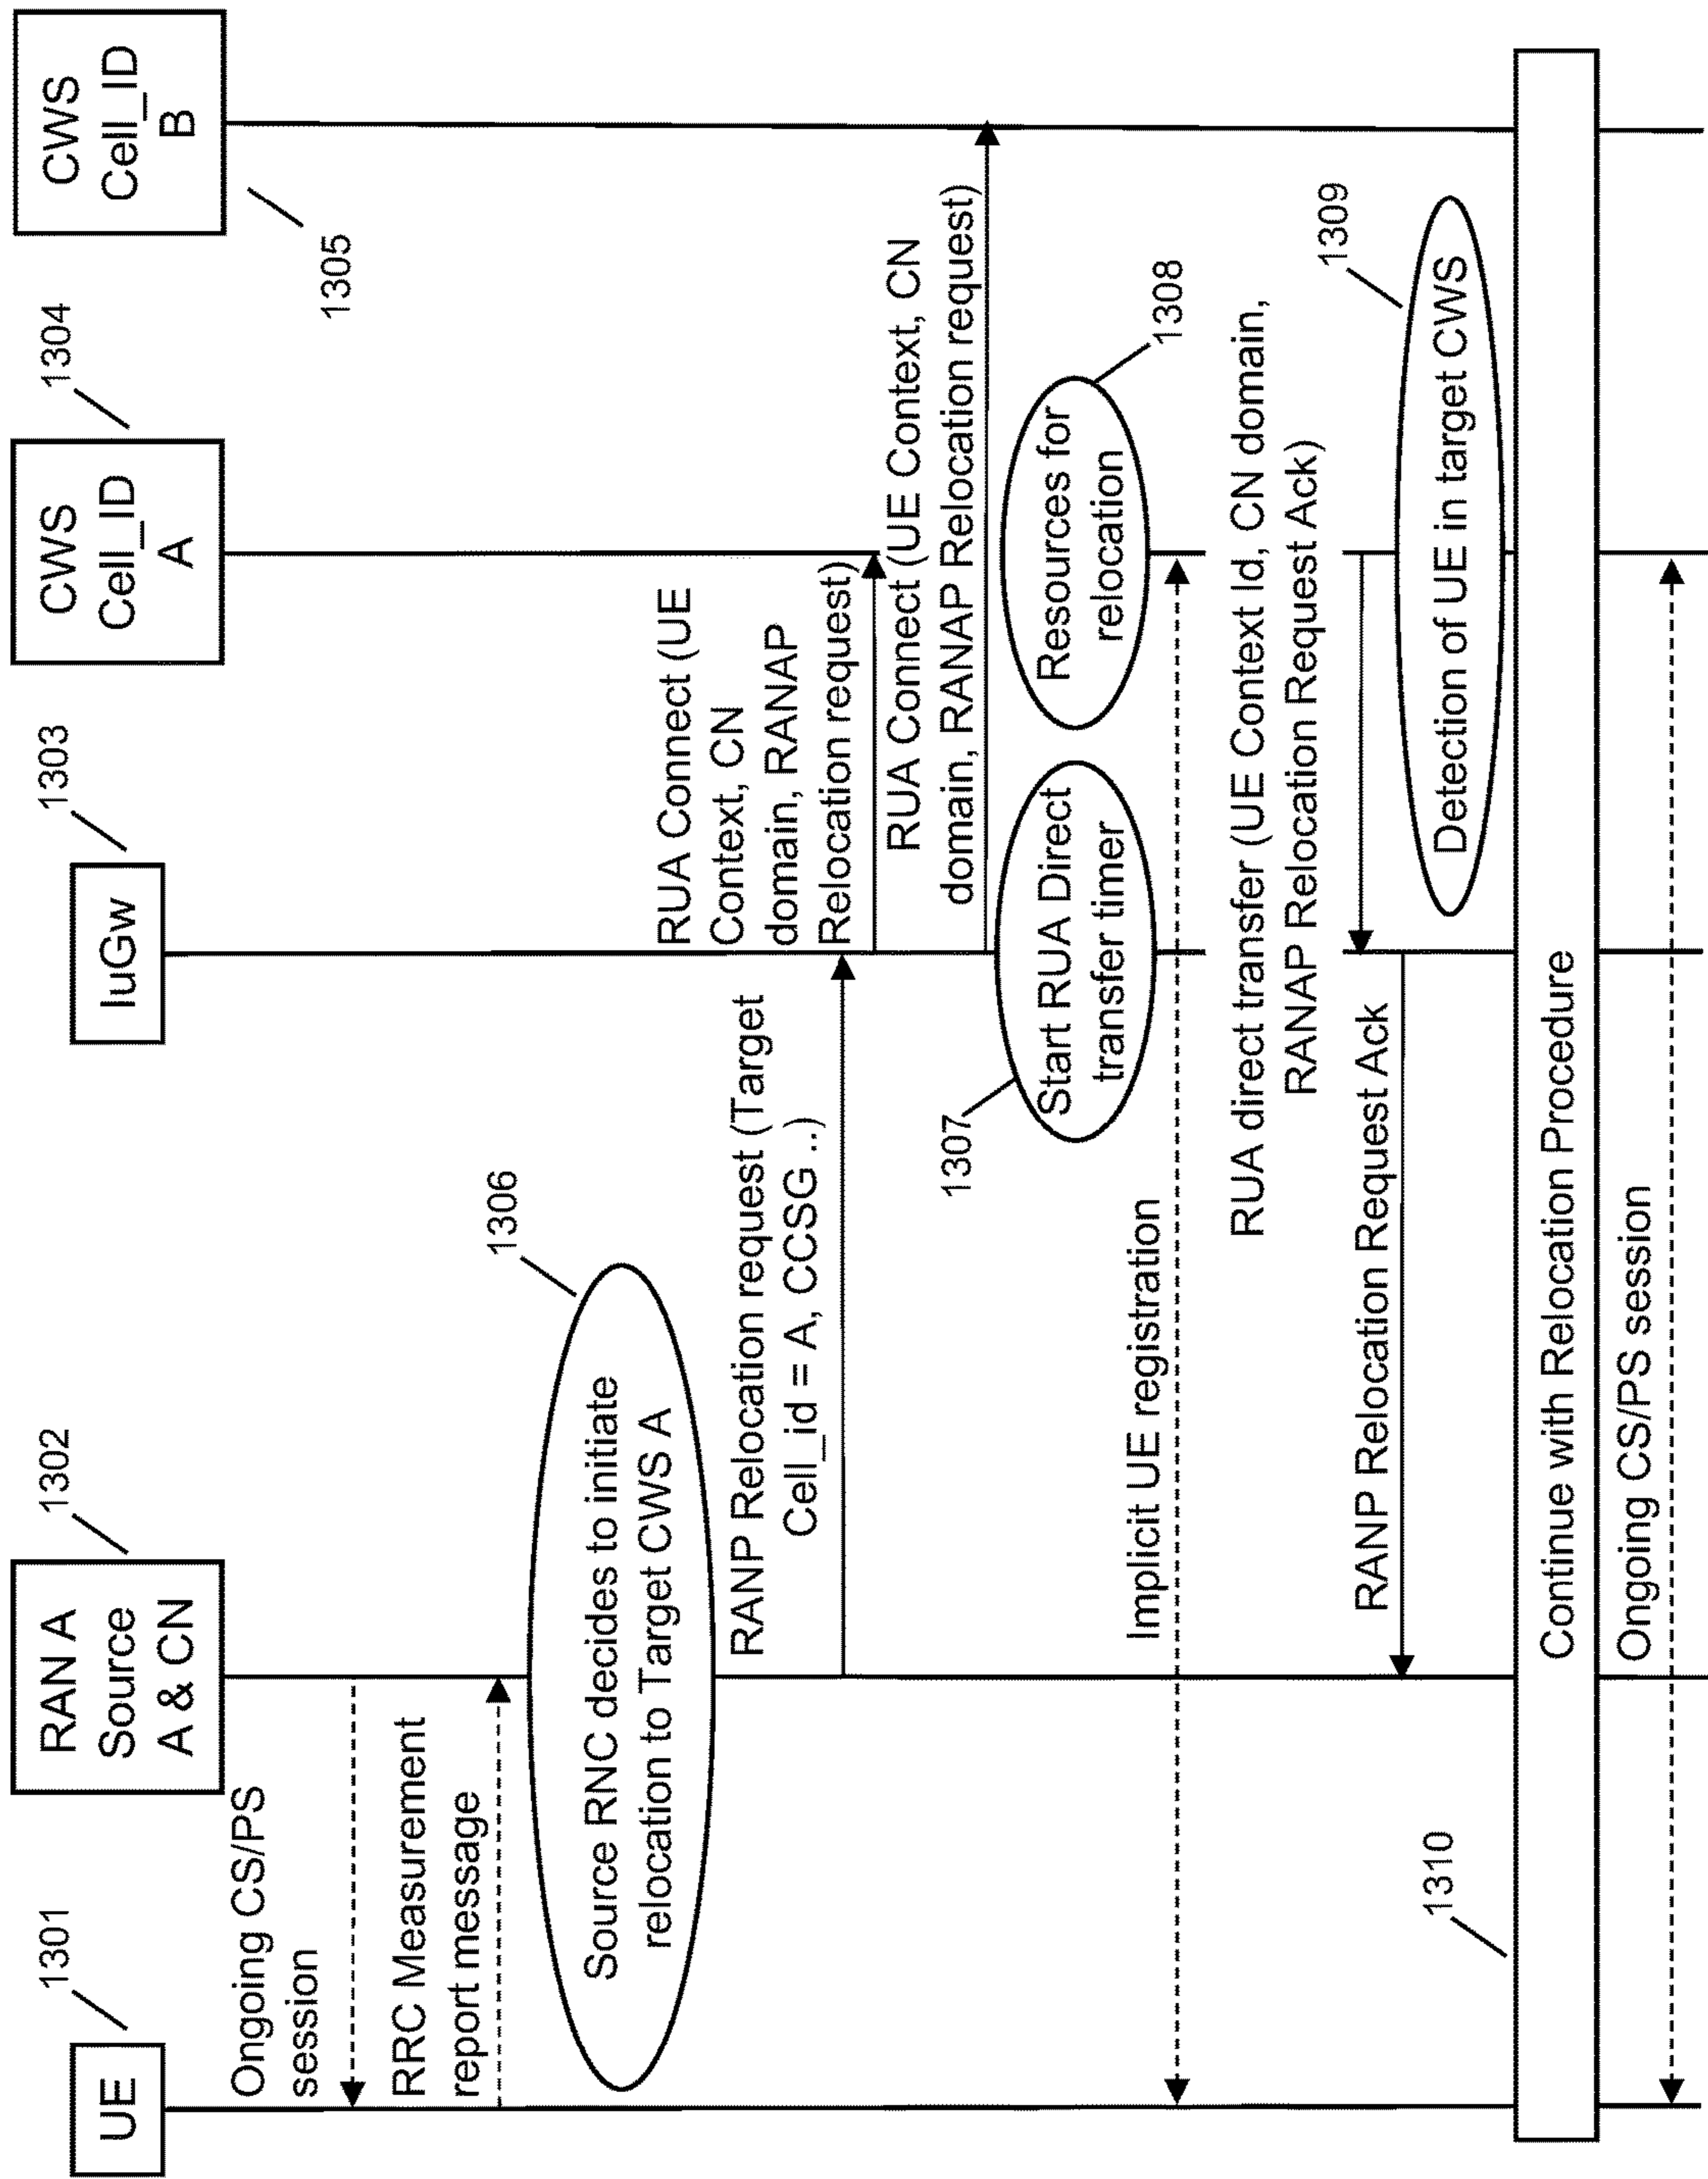 1301
1302
1303
1304
1305
UE
RAN A
Source
A & CN
IuGw
CWS
Cell_ID
A
CWS
Cell_ID
B
Ongoing CS/PS
session
RRC Measurement
report message
1306
Source RNC decides to initiate
relocation to Target CWS A
RANP Relocation request (Target
Cell_id = A, CCSG ..)
RUA Connect (UE
Context, CN
domain, RANAP
Relocation request)
RUA Connect (UE Context, CN
domain, RANAP Relocation request)
1307
Start RUA Direct
transfer timer
Resources for
relocation
1308
Implicit UE registration
RUA direct transfer (UE Context Id, CN domain,
RANAP Relocation Request Ack)
RANP Relocation Request Ack
1309
Detection of UE in target CWS
1310
Continue with Relocation Procedure
Ongoing CS/PS session